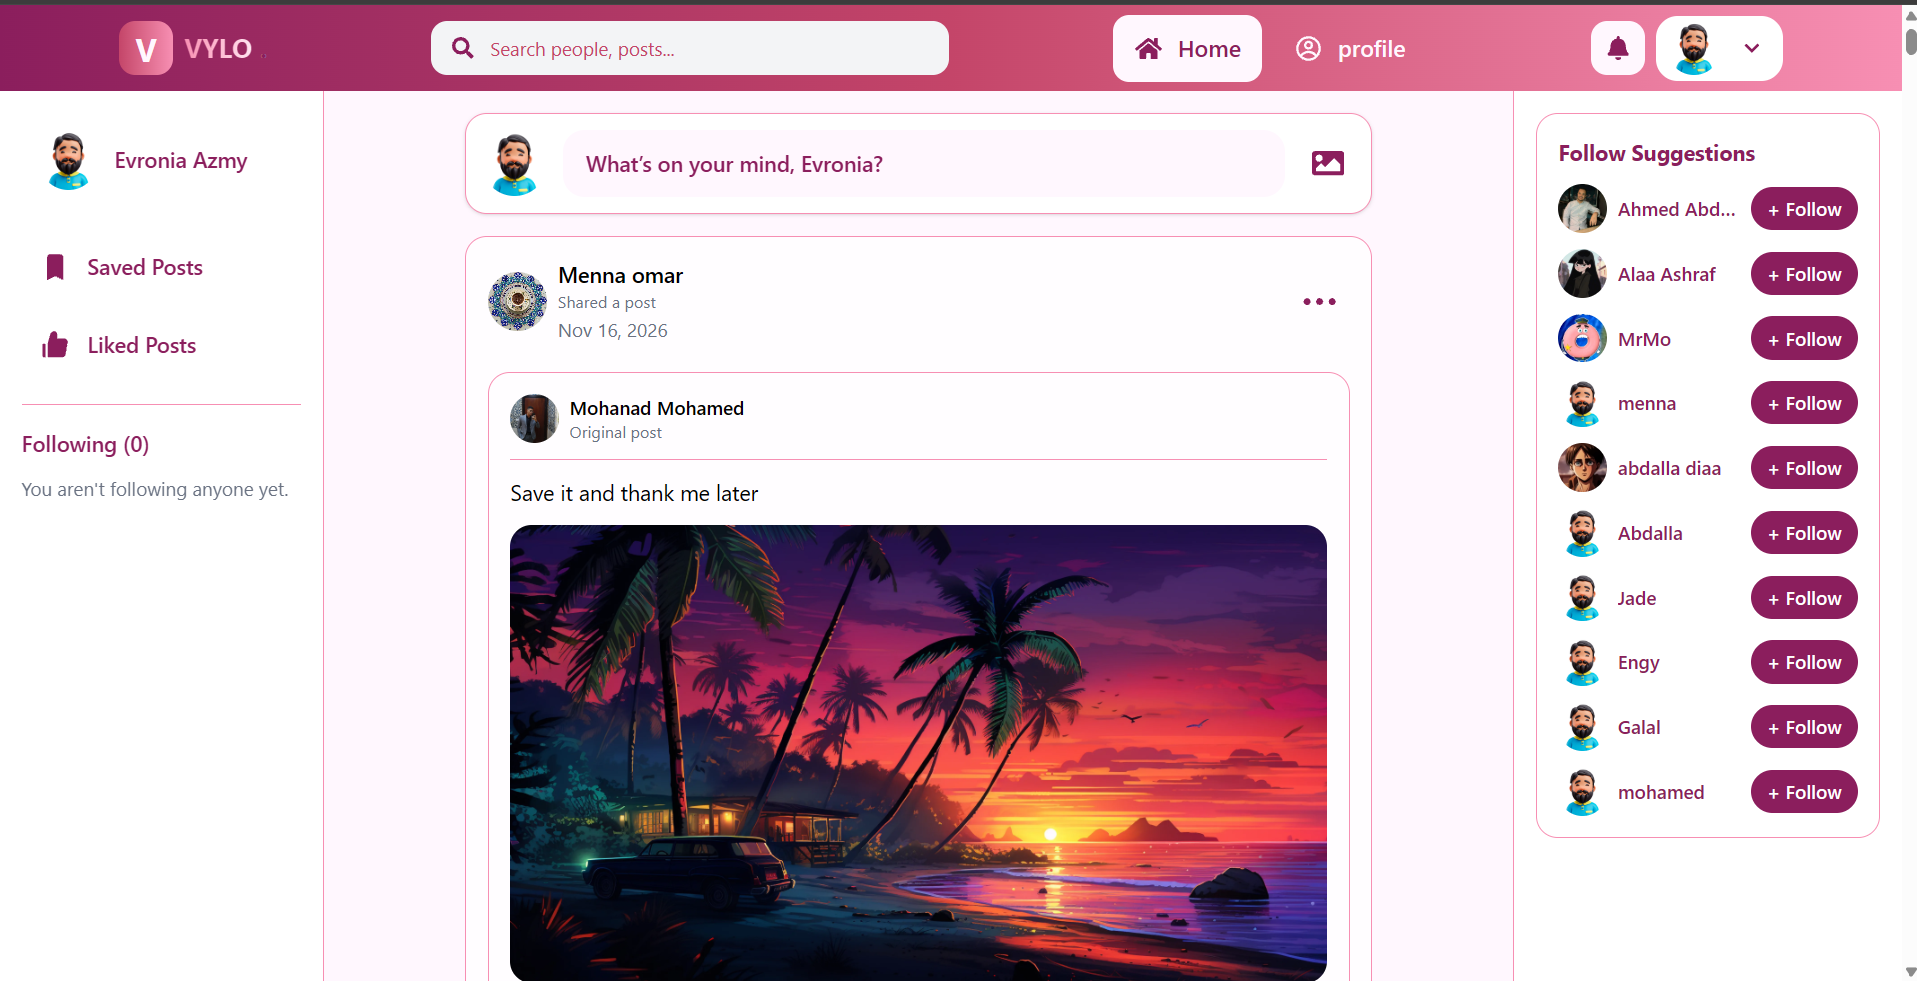 V VYLO
Search people, posts...
Home
profile
Evronia Azmy
Saved Posts
Liked Posts
Following (0)
You aren't following anyone yet.
What's on your mind, Evronia?
Menna omar
Shared a post
Nov 16, 2026
Mohanad Mohamed
Original post
Save it and thank me later
Follow Suggestions
Ahmed Abd... + Follow
Alaa Ashraf + Follow
MrMo + Follow
menna + Follow
abdalla diaa + Follow
Abdalla + Follow
Jade + Follow
Engy + Follow
Galal + Follow
mohamed + Follow